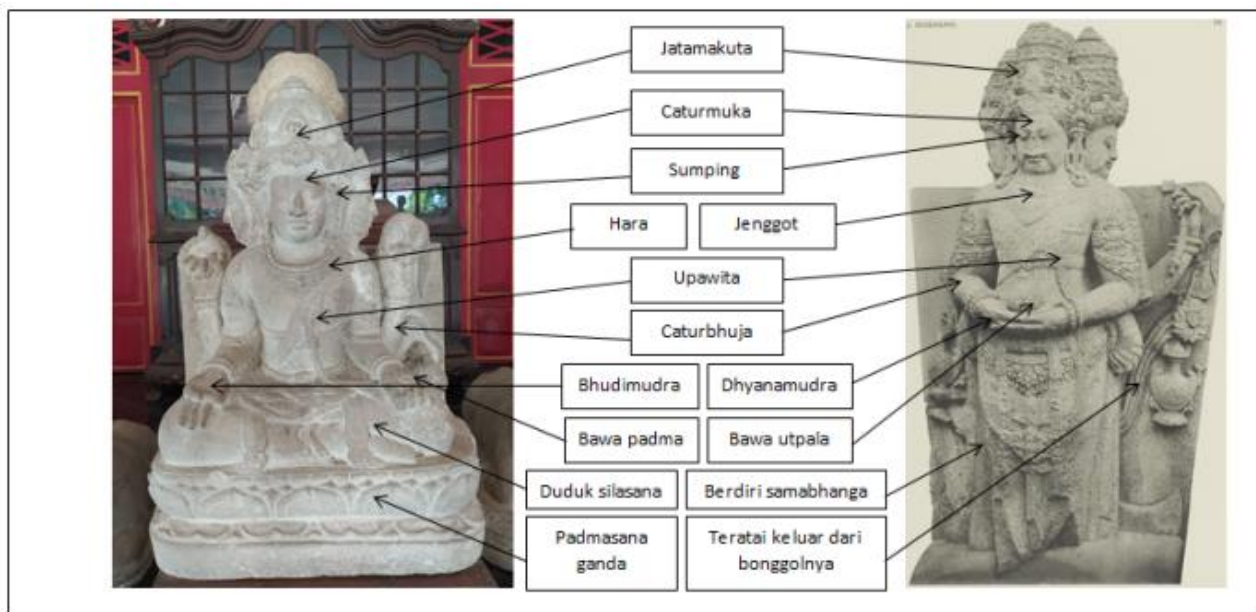 Jatamakuta
Caturmuka
Sumping
Hara
Jenggot
Upawita
Caturbhuja
Bhudimudra
Dhyanamudra
Bawa padma
Bawa utpala
Duduk silasana
Berdiri samabhanga
Padmasana
ganda
Teratai keluar dari
bonggolnya